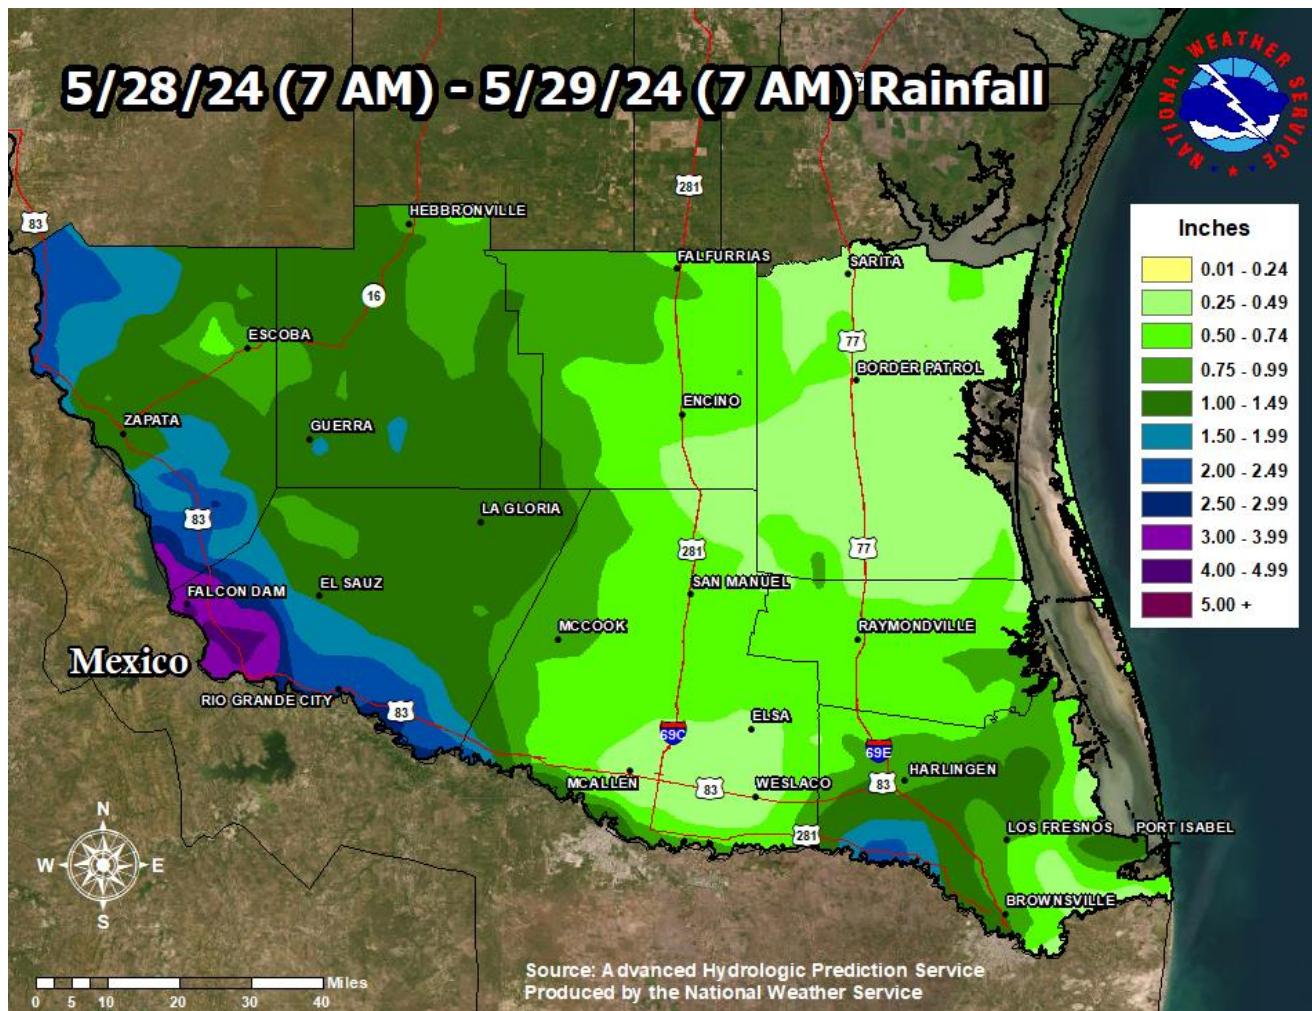 5/28/24 (7 AM) - 5/29/24 (7 AM) Rainfall
NATIONAL WEATHER SERVICE
Inches
0.01 - 0.24
0.25 - 0.49
0.50 - 0.74
0.75 - 0.99
1.00 - 1.49
1.50 - 1.99
2.00 - 2.49
2.50 - 2.99
3.00 - 3.99
4.00 - 4.99
5.00 +
281
83
HEBBRONVILLE
FALFURRIAS
SARITA
16
ESCOBA
77
BORDER PATROL
ENCINO
ZAPATA
GUERRA
LA GLORIA
83
281
77
FALCON DAM
EL SAUZ
SAN MANUEL
MCCOOK
RAYMONDVILLE
Mexico
RIO GRANDE CITY
83
ELSA
69C
69E
HARLINGEN
MCALLEN
83
WESLACO
83
281
LOS FRESNOS
PORT ISABEL
BROWNSVILLE
N
W
E
S
Miles
0 5 10 20 30 40
Source: Advanced Hydrologic Prediction Service
Produced by the National Weather Service